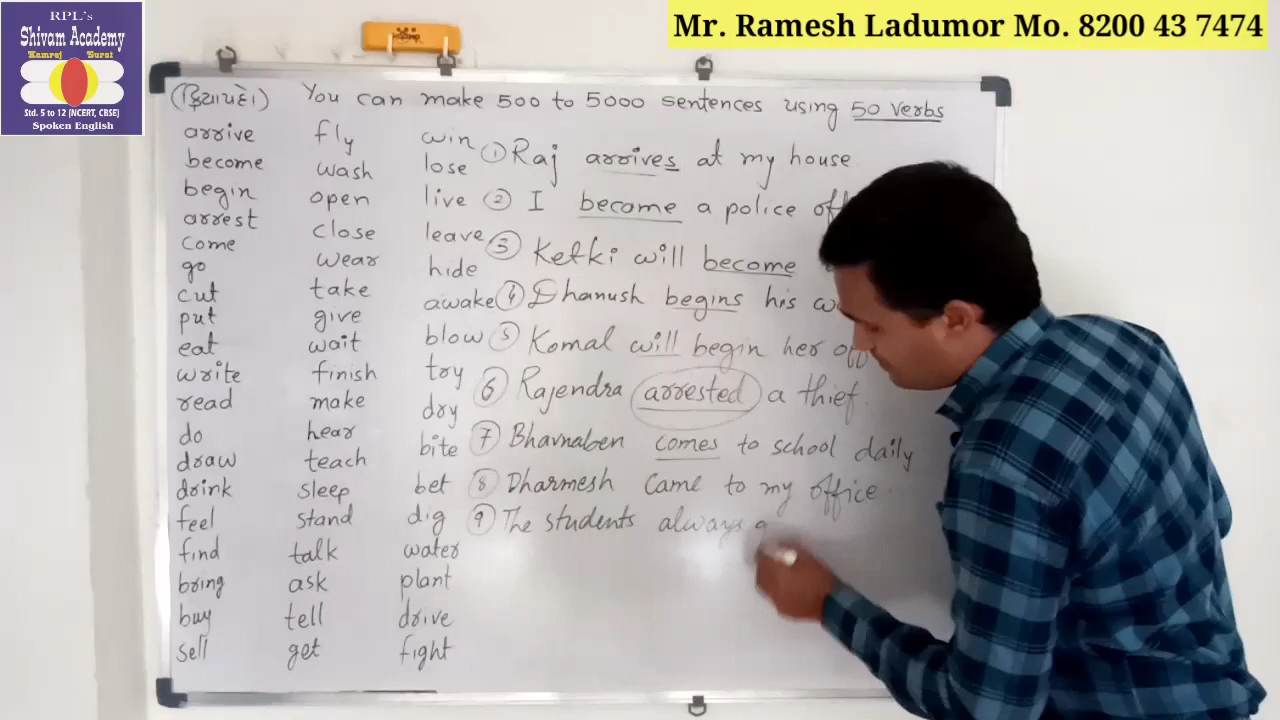 RPL's
Shivam Academy
Kamrej Surat
Std. 5 to 12 (NCERT, CBSE)
Spoken English
Mr. Ramesh Ladumor Mo. 8200 43 7474
(ક્રિયાપદો) You can make 500 to 5000 sentences using 50 verbs
arrive fly win
become wash lose
begin open live
arrest close leave
come wear hide
go take awake
cut give blow
put wait try
eat finish dry
write make bite
read hear bet
do teach dig
draw sleep water
drink stand plant
feel talk drive
find ask fight
bring tell
buy get
sell
① Raj arrives at my house
② I become a police off
③ Ketki will become
④ Dhanush begins his
⑤ Komal will begin her off
⑥ Rajendra arrested a thief.
⑦ Bhavnaben comes to school daily
⑧ Dharmesh came to my office.
⑨ The students always